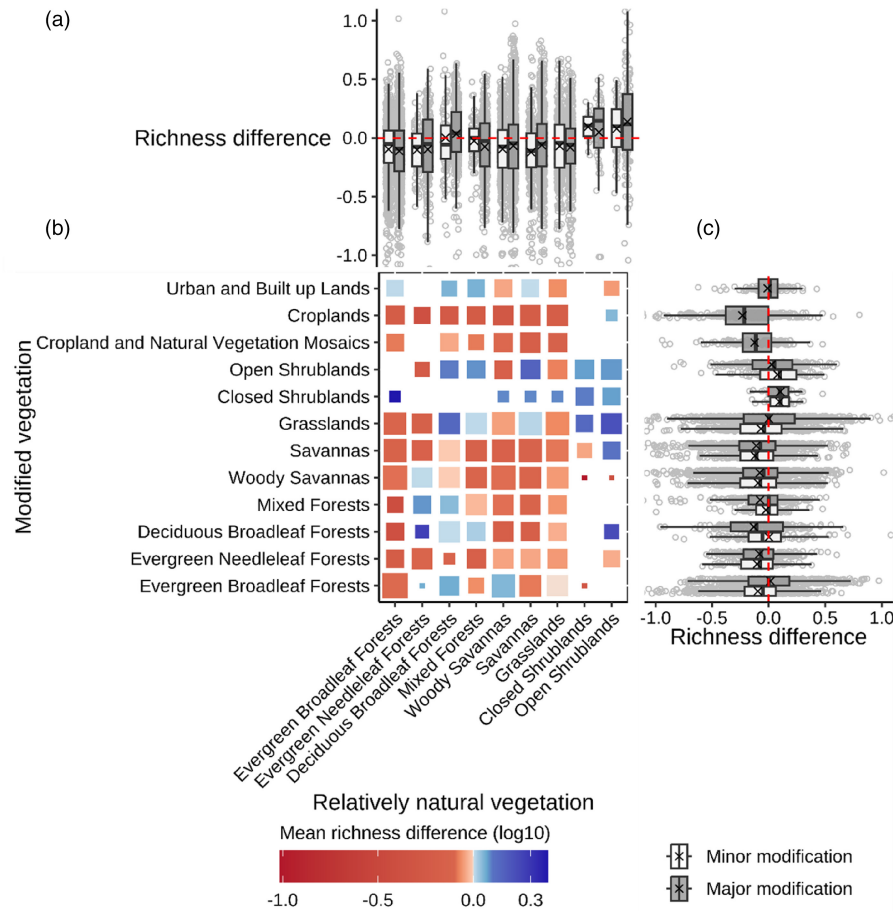 (a)
1.0
0.5
Richness difference 0.0
-0.5
-1.0
(b)
(c)
Modified vegetation
Urban and Built up Lands
Croplands
Cropland and Natural Vegetation Mosaics
Open Shrublands
Closed Shrublands
Grasslands
Savannas
Woody Savannas
Mixed Forests
Deciduous Broadleaf Forests
Evergreen Needleleaf Forests
Evergreen Broadleaf Forests
-1.0 -0.5 0.0 0.5 1.0
Richness difference
Evergreen Broadleaf Forests
Evergreen Needleleaf Forests
Deciduous Broadleaf Forests
Mixed Forests
Woody Savannas
Savannas
Grasslands
Closed Shrublands
Open Shrublands
Relatively natural vegetation
Mean richness difference (log10)
-1.0 -0.5 0.0 0.3
Minor modification
Major modification